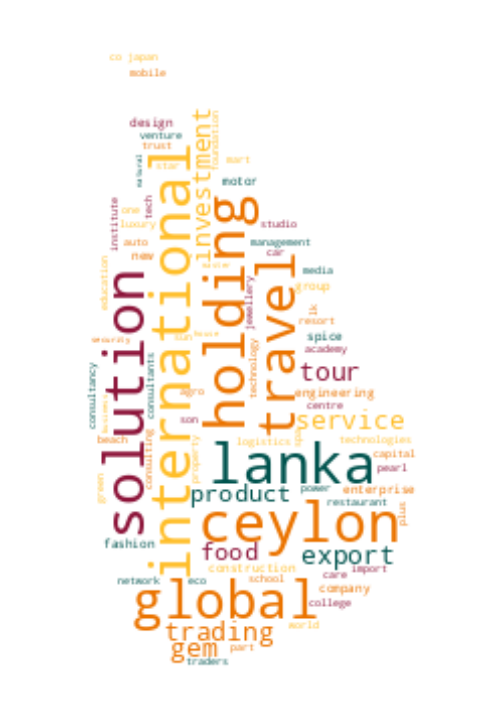 co japan
mobile
design
venture
trust
star
mart
natural
motor
investment
foundation
international
holding
institute
tech
one
luxury
studio
auto
new
management
car
travel
media
education
solution
group
jewellery
lk
resort
sun
house
spice
security
academy
technology
tour
consultancy
consultants
agro
engineering
business
centre
son
service
beach
consulting
property
logistics
spa
technologies
lanka
capital
pearl
green
product
power
enterprise
restaurant
plus
ceylon
fashion
food
export
construction
care
import
network
eco
school
company
global
college
trading
world
gem
part
traders